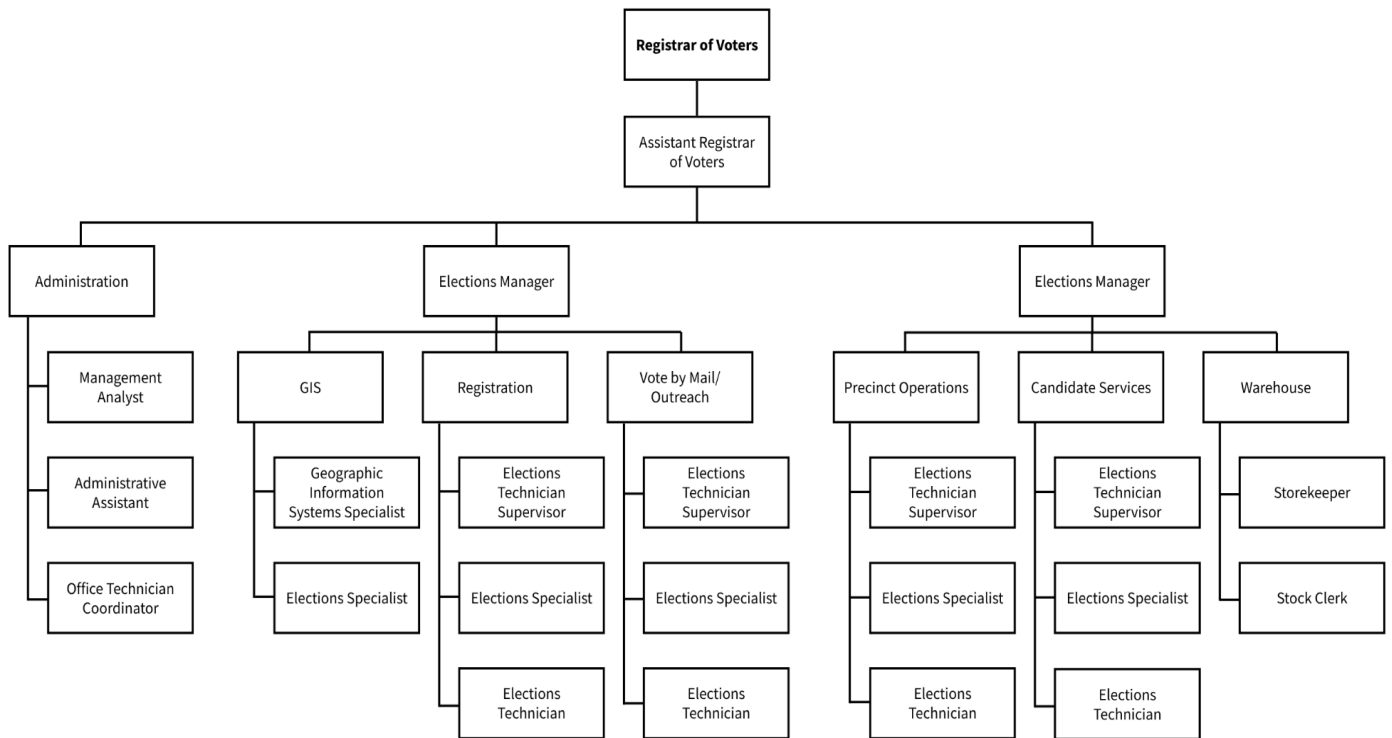 Registrar of Voters
Assistant Registrar
of Voters
Administration
Elections Manager
Elections Manager
Management
Analyst
Administrative
Assistant
Office Technician
Coordinator
GIS
Geographic
Information
Systems Specialist
Elections Specialist
Registration
Elections
Technician
Supervisor
Elections Specialist
Elections
Technician
Vote by Mail/
Outreach
Elections
Technician
Supervisor
Elections Specialist
Elections
Technician
Precinct Operations
Elections
Technician
Supervisor
Elections Specialist
Elections
Technician
Candidate Services
Elections
Technician
Supervisor
Elections Specialist
Elections
Technician
Warehouse
Storekeeper
Stock Clerk